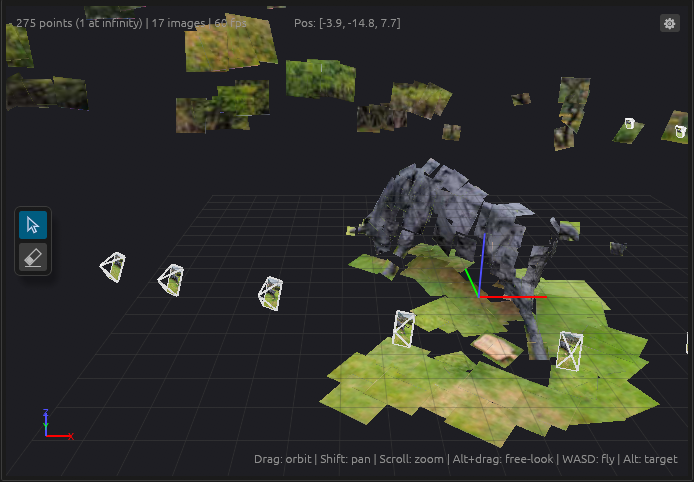 275 points (1 at infinity) | 17 images | 60 fps
Pos: [-3.9, -14.8, 7.7]
Z
X
Drag: orbit | Shift: pan | Scroll: zoom | Alt+drag: free-look | WASD: fly | Alt: target